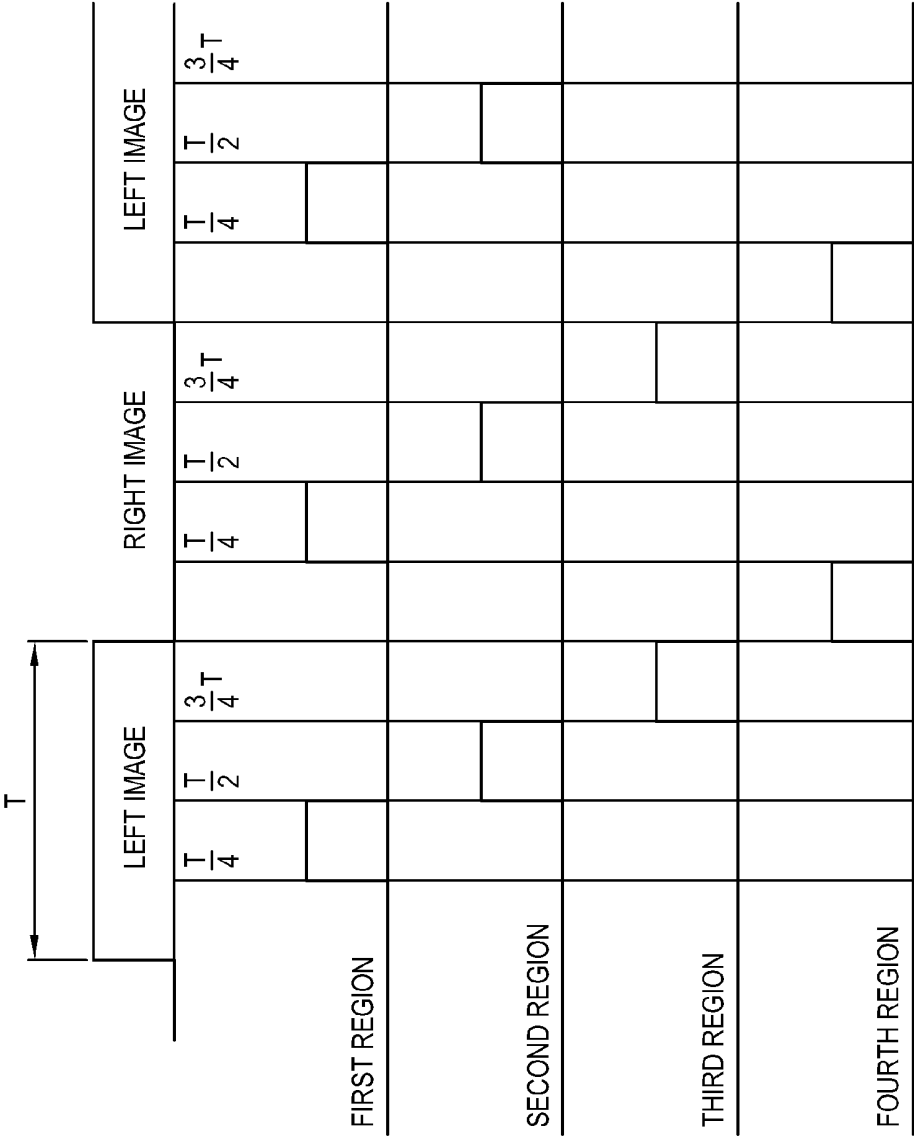 T
LEFT IMAGE RIGHT IMAGE LEFT IMAGE
T/4 T/2 3/4 T T/4 T/2 3/4 T T/4 T/2 3/4 T
FIRST REGION
SECOND REGION
THIRD REGION
FOURTH REGION